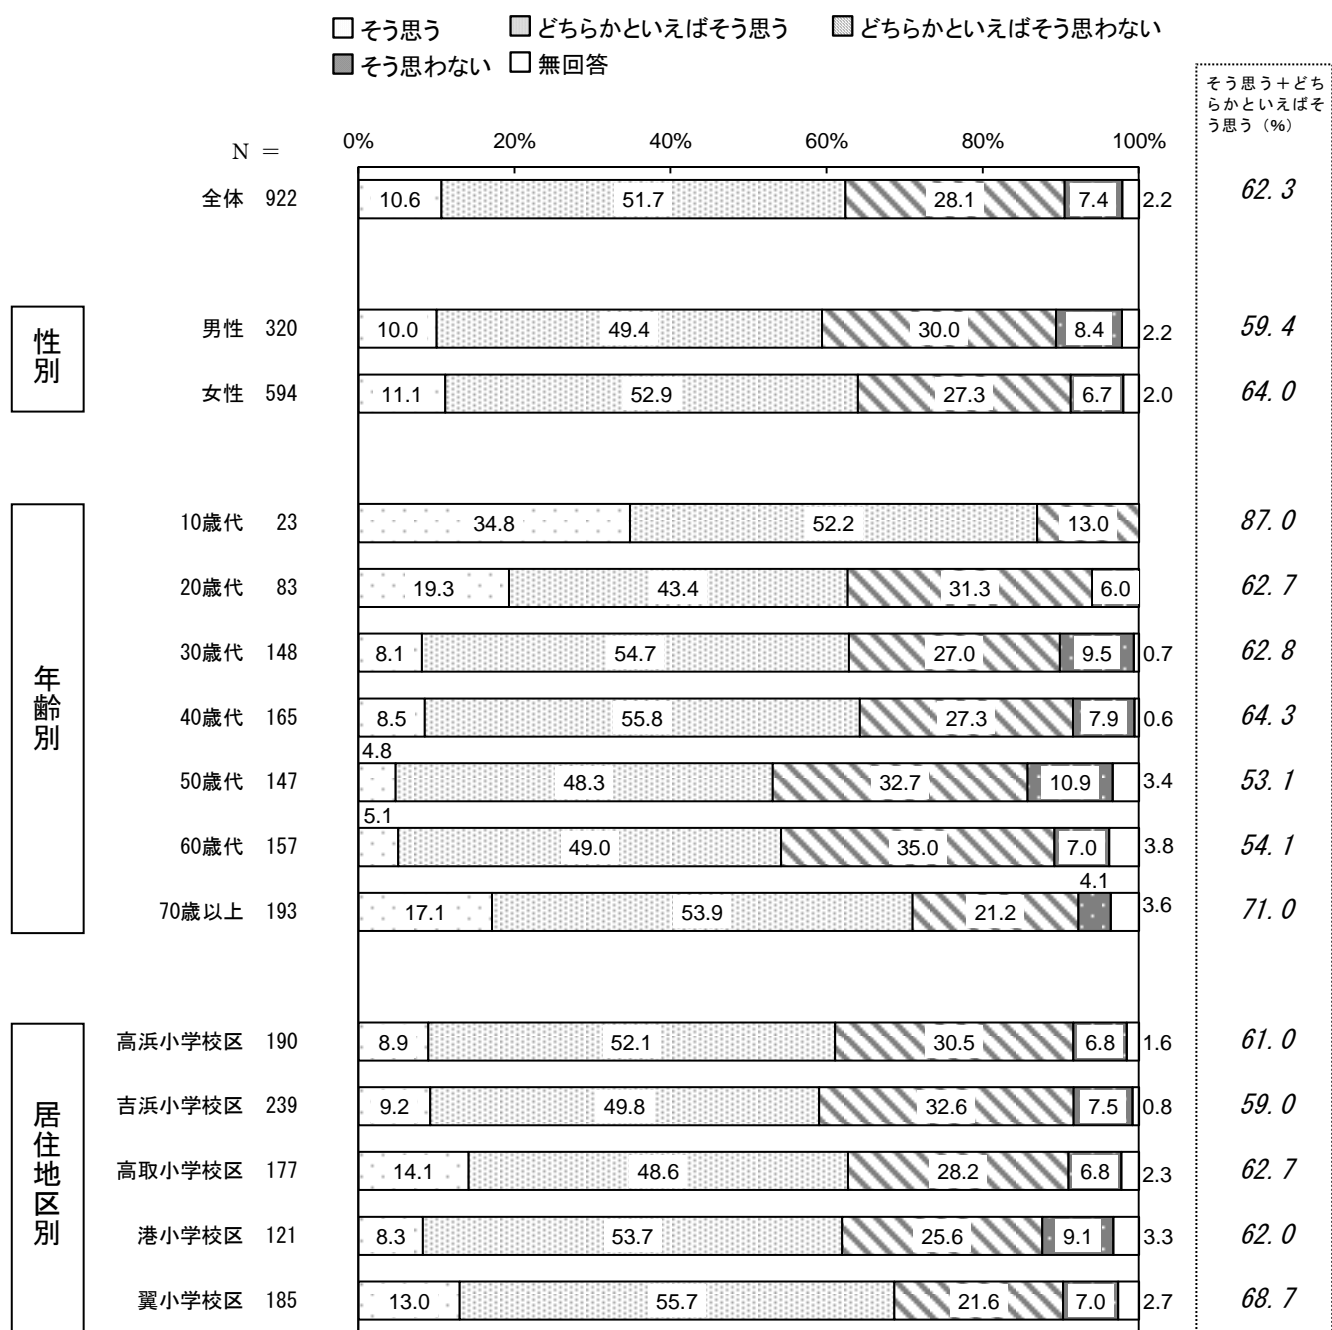 そう思う どちらかといえばそう思う どちらかといえばそう思わない
そう思わない 無回答
そう思う＋どち
らかといえばそ
う思う（%）
N ＝ 0% 20% 40% 60% 80% 100%
全体 922 10.6 51.7 28.1 7.4 2.2 62.3
性別
男性 320 10.0 49.4 30.0 8.4 2.2 59.4
女性 594 11.1 52.9 27.3 6.7 2.0 64.0
年齢別
10歳代 23 34.8 52.2 13.0 87.0
20歳代 83 19.3 43.4 31.3 6.0 62.7
30歳代 148 8.1 54.7 27.0 9.5 0.7 62.8
40歳代 165 8.5 55.8 27.3 7.9 0.6 64.3
50歳代 147 4.8 48.3 32.7 10.9 3.4 53.1
60歳代 157 5.1 49.0 35.0 7.0 3.8 54.1
70歳以上 193 17.1 53.9 21.2 4.1 3.6 71.0
居住地区別
高浜小学校区 190 8.9 52.1 30.5 6.8 1.6 61.0
吉浜小学校区 239 9.2 49.8 32.6 7.5 0.8 59.0
高取小学校区 177 14.1 48.6 28.2 6.8 2.3 62.7
港小学校区 121 8.3 53.7 25.6 9.1 3.3 62.0
翼小学校区 185 13.0 55.7 21.6 7.0 2.7 68.7